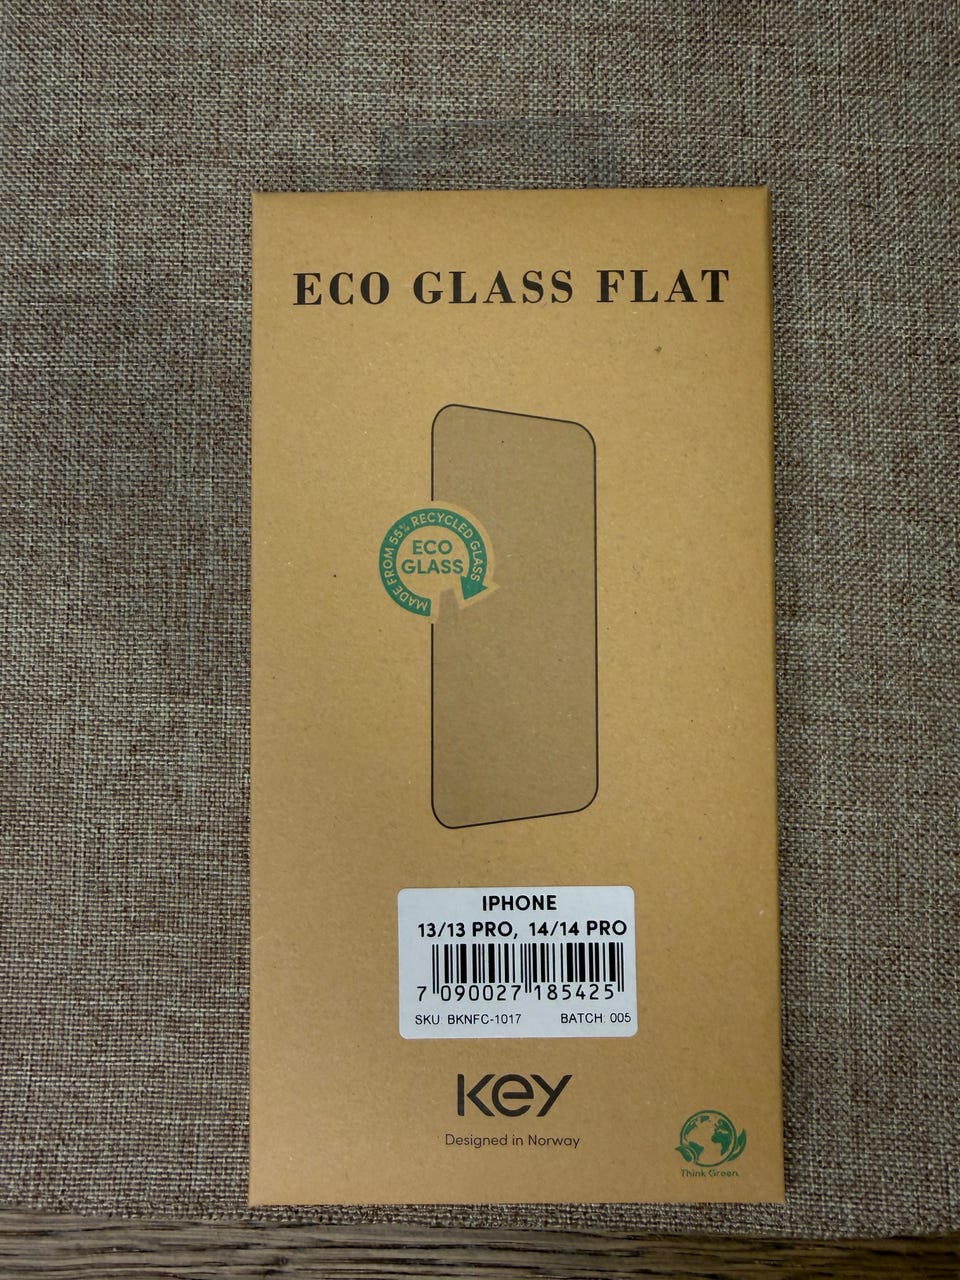 ECO GLASS FLAT
MADE FROM 55% RECYCLED GLASS
ECO
GLASS
IPHONE
13/13 PRO, 14/14 PRO
7 090027 185425
SKU: BKNFC-1017 BATCH: 005
Key
Designed in Norway
Think Green.